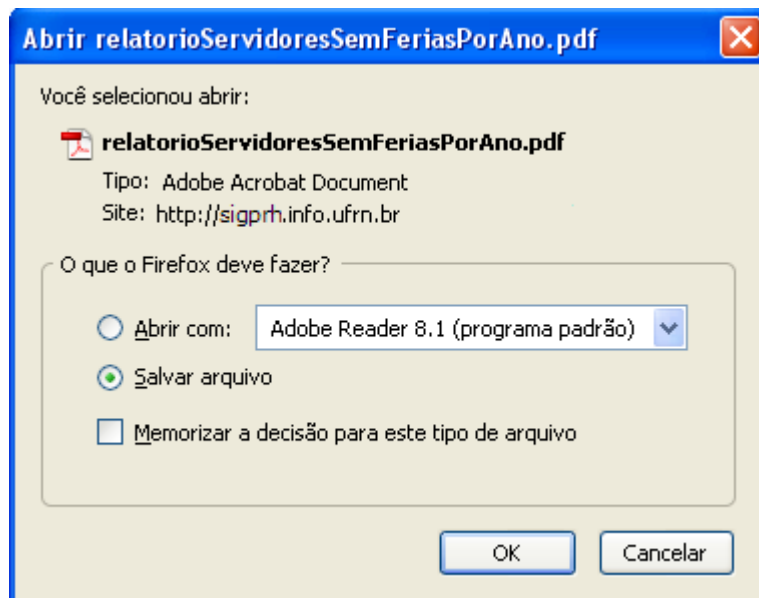 Abrir relatorioServidoresSemFeriasPorAno.pdf
Você selecionou abrir:
relatorioServidoresSemFeriasPorAno.pdf
Tipo: Adobe Acrobat Document
Site: http://sigprh.info.ufrn.br
O que o Firefox deve fazer?
Abrir com: Adobe Reader 8.1 (programa padrão)
Salvar arquivo
Memorizar a decisão para este tipo de arquivo
OK Cancelar